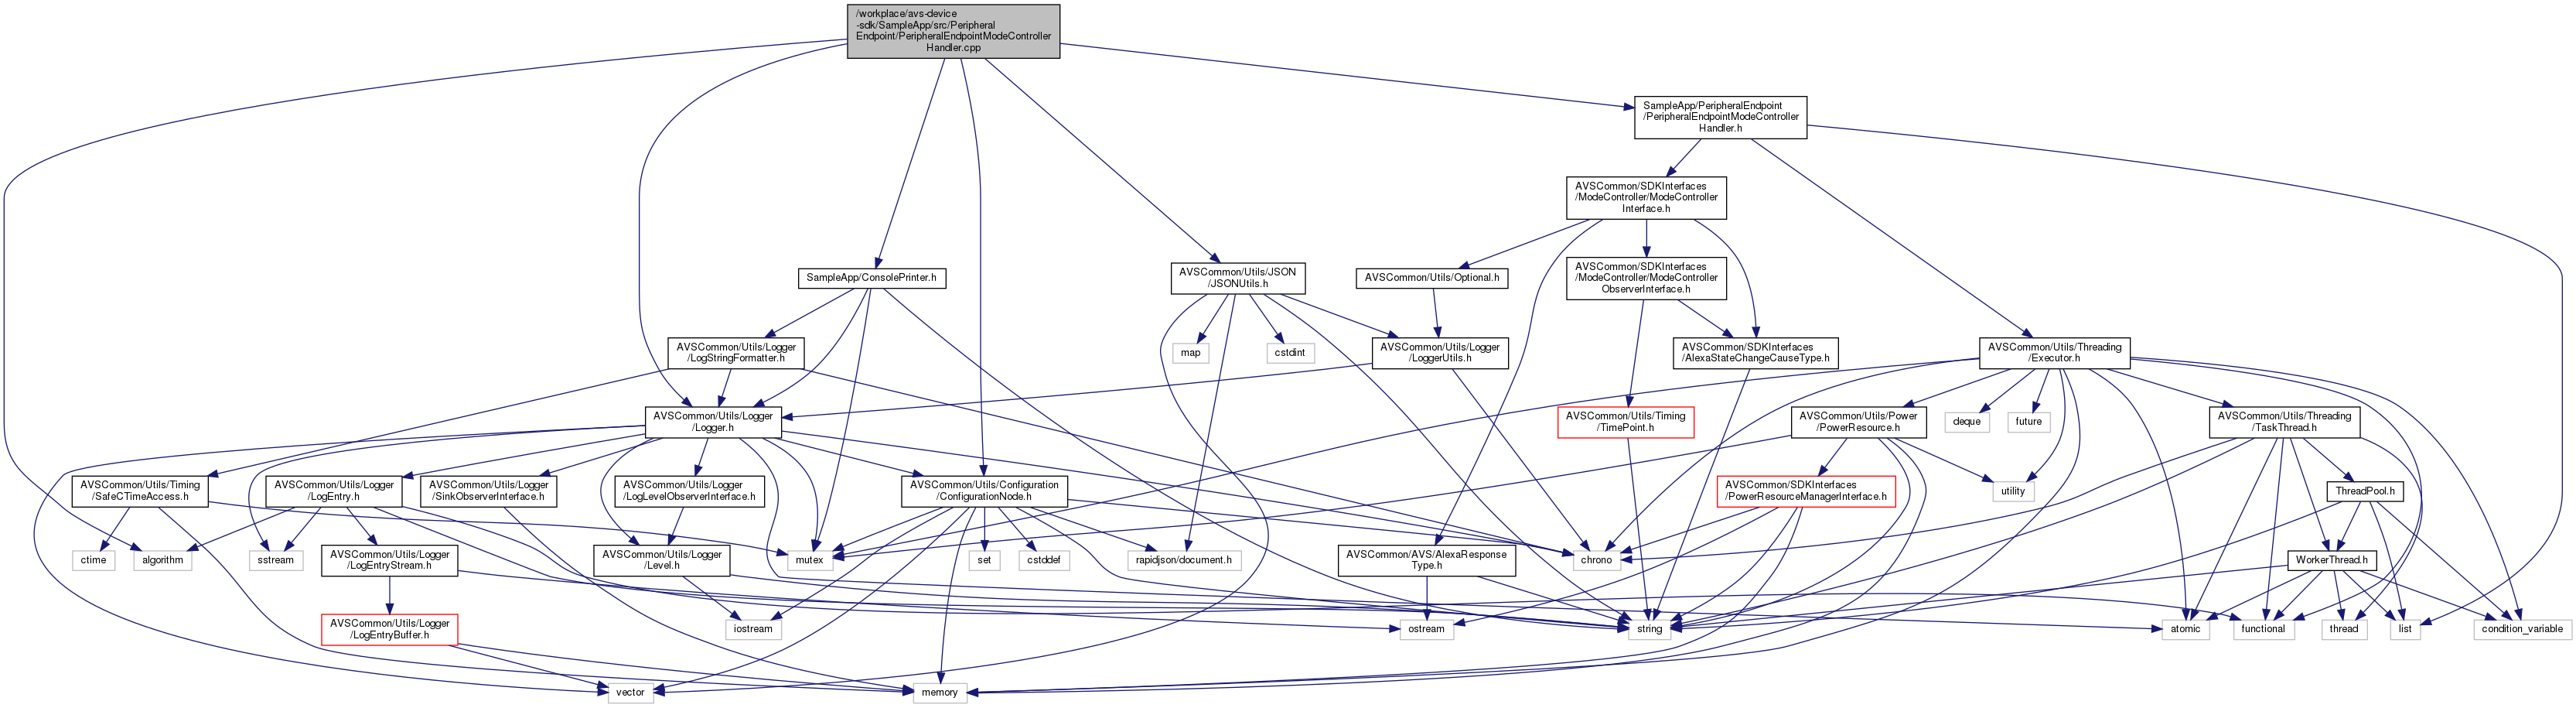 /workplace/avs-device
-sdk/SampleApp/src/Peripheral
Endpoint/PeripheralEndpointModeController
Handler.cpp
SampleApp/PeripheralEndpoint
/PeripheralEndpointModeController
Handler.h
AVSCommon/SDKInterfaces
/ModeController/ModeController
Interface.h
SampleApp/ConsolePrinter.h
AVSCommon/Utils/JSON
/JSONUtils.h
AVSCommon/Utils/Optional.h
AVSCommon/SDKInterfaces
/ModeController/ModeController
ObserverInterface.h
AVSCommon/Utils/Logger
/LogStringFormatter.h
map
cstdint
AVSCommon/Utils/Logger
/LoggerUtils.h
AVSCommon/SDKInterfaces
/AlexaStateChangeCauseType.h
AVSCommon/Utils/Threading
/Executor.h
AVSCommon/Utils/Logger
/Logger.h
AVSCommon/Utils/Timing
/TimePoint.h
AVSCommon/Utils/Power
/PowerResource.h
deque
future
AVSCommon/Utils/Threading
/TaskThread.h
AVSCommon/Utils/Timing
/SafeCTimeAccess.h
AVSCommon/Utils/Logger
/LogEntry.h
AVSCommon/Utils/Logger
/SinkObserverInterface.h
AVSCommon/Utils/Logger
/LogLevelObserverInterface.h
AVSCommon/Utils/Configuration
/ConfigurationNode.h
AVSCommon/SDKInterfaces
/PowerResourceManagerInterface.h
utility
ThreadPool.h
ctime
algorithm
sstream
AVSCommon/Utils/Logger
/LogEntryStream.h
AVSCommon/Utils/Logger
/Level.h
mutex
set
cstddef
rapidjson/document.h
AVSCommon/AVS/AlexaResponse
Type.h
chrono
WorkerThread.h
AVSCommon/Utils/Logger
/LogEntryBuffer.h
iostream
ostream
string
atomic
functional
thread
list
condition_variable
vector
memory